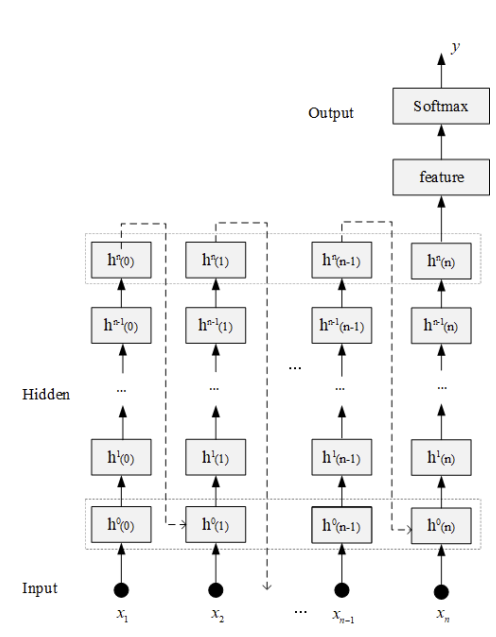 y
Output
Softmax
feature
hⁿ(0) hⁿ(1) hⁿ(n-1) hⁿ(n)
hⁿ⁻¹(0) hⁿ⁻¹(1) hⁿ⁻¹(n-1) hⁿ⁻¹(n)
...
... ... ... ...
Hidden
h¹(0) h¹(1) h¹(n-1) h¹(n)
h⁰(0) h⁰(1) h⁰(n-1) h⁰(n)
Input
x₁ x₂ ... xₙ₋₁ xₙ